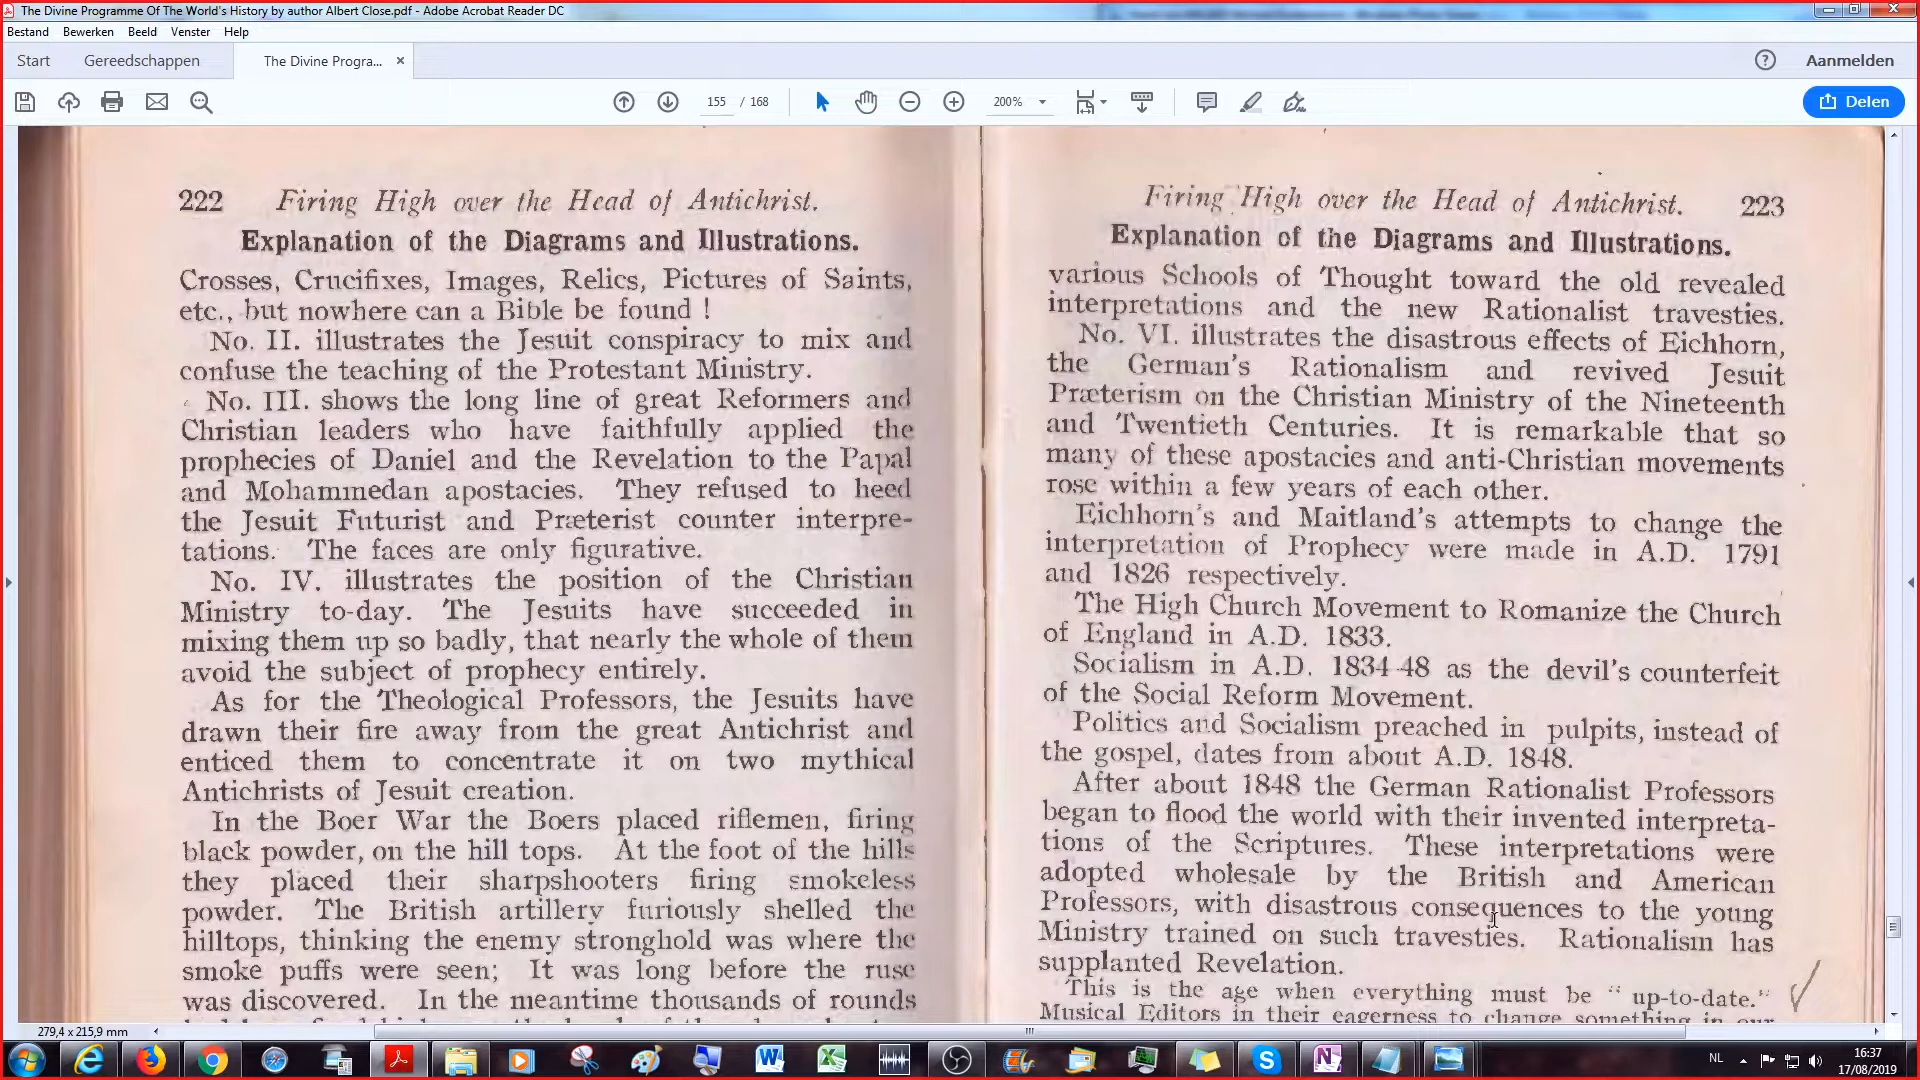 The Divine Programme Of The World's History by author Albert Close.pdf - Adobe Acrobat Reader DC
Bestand Bewerken Beeld Venster Help
Start Gereedschappen The Divine Progra... × Aanmelden
155 / 168 200% Delen
222 Firing High over the Head of Antichrist.
Explanation of the Diagrams and Illustrations.
Crosses, Crucifixes, Images, Relics, Pictures of Saints,
etc., but nowhere can a Bible be found !
No. II. illustrates the Jesuit conspiracy to mix and
confuse the teaching of the Protestant Ministry.
No. III. shows the long line of great Reformers and
Christian leaders who have faithfully applied the
prophecies of Daniel and the Revelation to the Papal
and Mohammedan apostacies. They refused to heed
the Jesuit Futurist and Præterist counter interpre-
tations. The faces are only figurative.
No. IV. illustrates the position of the Christian
Ministry to-day. The Jesuits have succeeded in
mixing them up so badly, that nearly the whole of them
avoid the subject of prophecy entirely.
As for the Theological Professors, the Jesuits have
drawn their fire away from the great Antichrist and
enticed them to concentrate it on two mythical
Antichrists of Jesuit creation.
In the Boer War the Boers placed riflemen, firing
black powder, on the hill tops. At the foot of the hills
they placed their sharpshooters firing smokeless
powder. The British artillery furiously shelled the
hilltops, thinking the enemy stronghold was where the
smoke puffs were seen; It was long before the ruse
was discovered. In the meantime thousands of rounds
Firing High over the Head of Antichrist. 223
Explanation of the Diagrams and Illustrations.
various Schools of Thought toward the old revealed
interpretations and the new Rationalist travesties.
No. VI. illustrates the disastrous effects of Eichhorn,
the German's Rationalism and revived Jesuit
Præterism on the Christian Ministry of the Nineteenth
and Twentieth Centuries. It is remarkable that so
many of these apostacies and anti-Christian movements
rose within a few years of each other.
Eichhorn's and Maitland's attempts to change the
interpretation of Prophecy were made in A.D. 1791
and 1826 respectively.
The High Church Movement to Romanize the Church
of England in A.D. 1833.
Socialism in A.D. 1834-48 as the devil's counterfeit
of the Social Reform Movement.
Politics and Socialism preached in pulpits, instead of
the gospel, dates from about A.D. 1848.
After about 1848 the German Rationalist Professors
began to flood the world with their invented interpreta-
tions of the Scriptures. These interpretations were
adopted wholesale by the British and American
Professors, with disastrous consequences to the young
Ministry trained on such travesties. Rationalism has
supplanted Revelation.
This is the age when everything must be "up-to-date."
Musical Editors in their eagerness to change something in our
279,4 x 215,9 mm
NL 16:37
17/08/2019